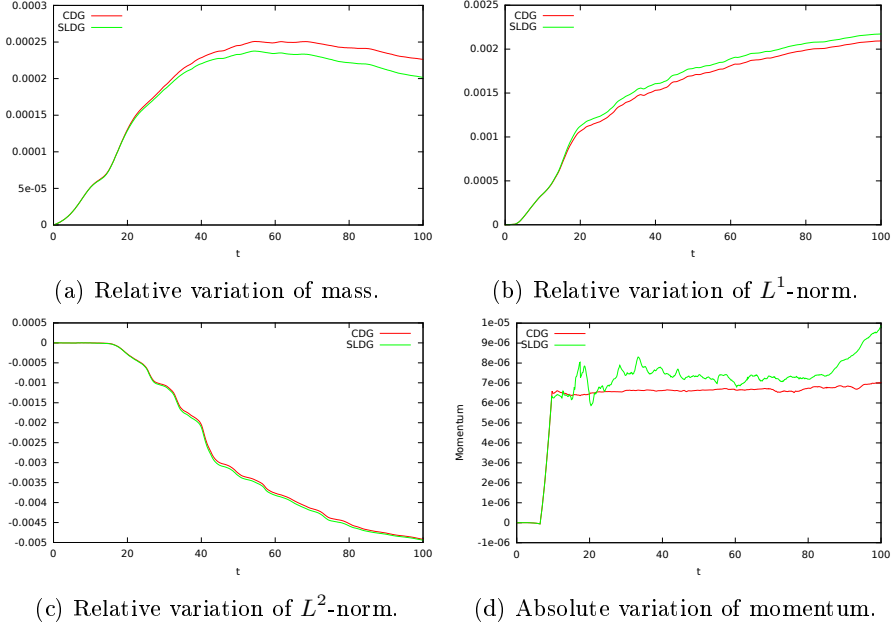 0.0003
0.00025
0.0002
0.00015
0.0001
5e-05
0
0 20 40 60 80 100
t
CDG
SLDG
(a) Relative variation of mass.
0.0025
0.002
0.0015
0.001
0.0005
0
0 20 40 60 80 100
t
CDG
SLDG
(b) Relative variation of L^1-norm.
0.0005
0
-0.0005
-0.001
-0.0015
-0.002
-0.0025
-0.003
-0.0035
-0.004
-0.0045
-0.005
0 20 40 60 80 100
t
CDG
SLDG
(c) Relative variation of L^2-norm.
1e-05
9e-06
8e-06
7e-06
6e-06
5e-06
4e-06
3e-06
2e-06
1e-06
0
-1e-06
Momentum
0 20 40 60 80 100
t
CDG
SLDG
(d) Absolute variation of momentum.